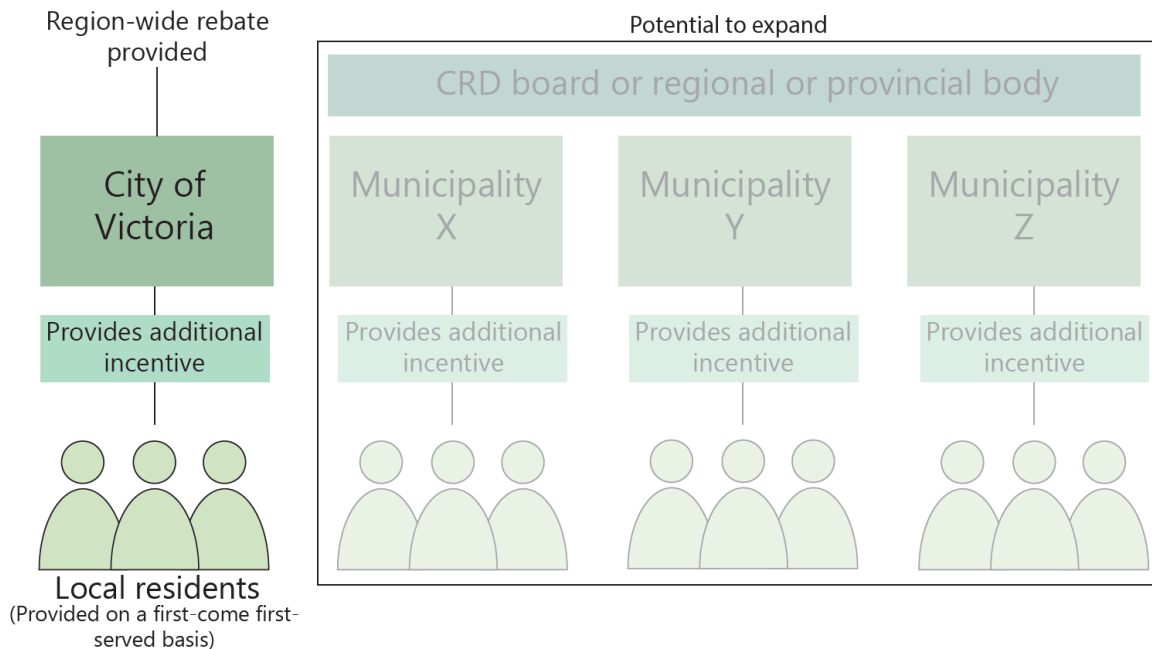 Region-wide rebate
provided
Potential to expand
CRD board or regional or provincial body
City of
Victoria
Municipality
X
Municipality
Y
Municipality
Z
Provides additional
incentive
Provides additional
incentive
Provides additional
incentive
Provides additional
incentive
Local residents
(Provided on a first-come first-
served basis)